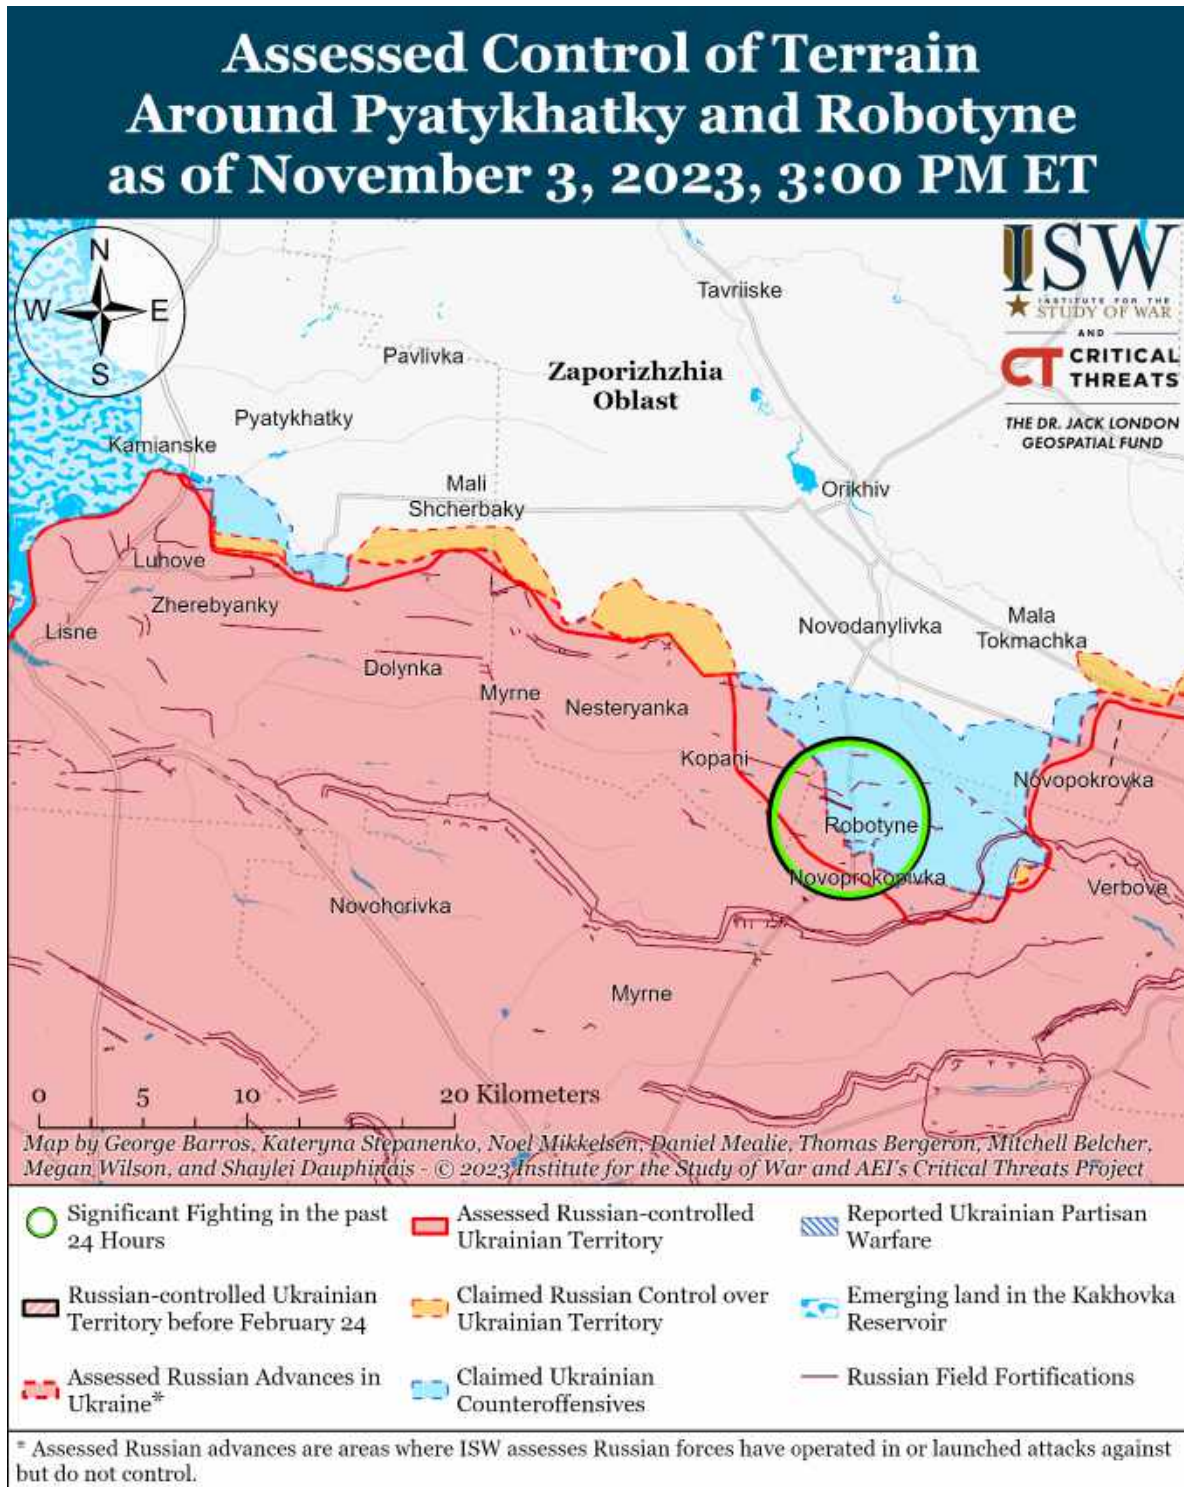 Assessed Control of Terrain
Around Pyatykhatky and Robotyne
as of November 3, 2023, 3:00 PM ET
N
W
E
S
ISW
INSTITUTE FOR THE
STUDY OF WAR
AND
CT CRITICAL
THREATS
THE DR. JACK LONDON
GEOSPATIAL FUND
Tavriiske
Pavlivka
Zaporizhzhia
Oblast
Pyatykhatky
Kamianske
Mali
Shcherbaky
Orikhiv
Luhove
Zherebyanky
Lisne
Novodanylivka
Mala
Tokmachka
Dolynka
Myrne
Nesteryanka
Kopani
Novopokrovka
Robotyne
Novoprokopivka
Verbove
Novohorivka
Myrne
0 5 10 20 Kilometers
Map by George Barros, Kateryna Stepanenko, Noel Mikkelsen, Daniel Mealie, Thomas Bergeron, Mitchell Belcher,
Megan Wilson, and Shaylei Dauphinais - © 2023 Institute for the Study of War and AEI's Critical Threats Project
Significant Fighting in the past
24 Hours
Russian-controlled Ukrainian
Territory before February 24
Assessed Russian Advances in
Ukraine*
Assessed Russian-controlled
Ukrainian Territory
Claimed Russian Control over
Ukrainian Territory
Claimed Ukrainian
Counteroffensives
Reported Ukrainian Partisan
Warfare
Emerging land in the Kakhovka
Reservoir
Russian Field Fortifications
* Assessed Russian advances are areas where ISW assesses Russian forces have operated in or launched attacks against
but do not control.